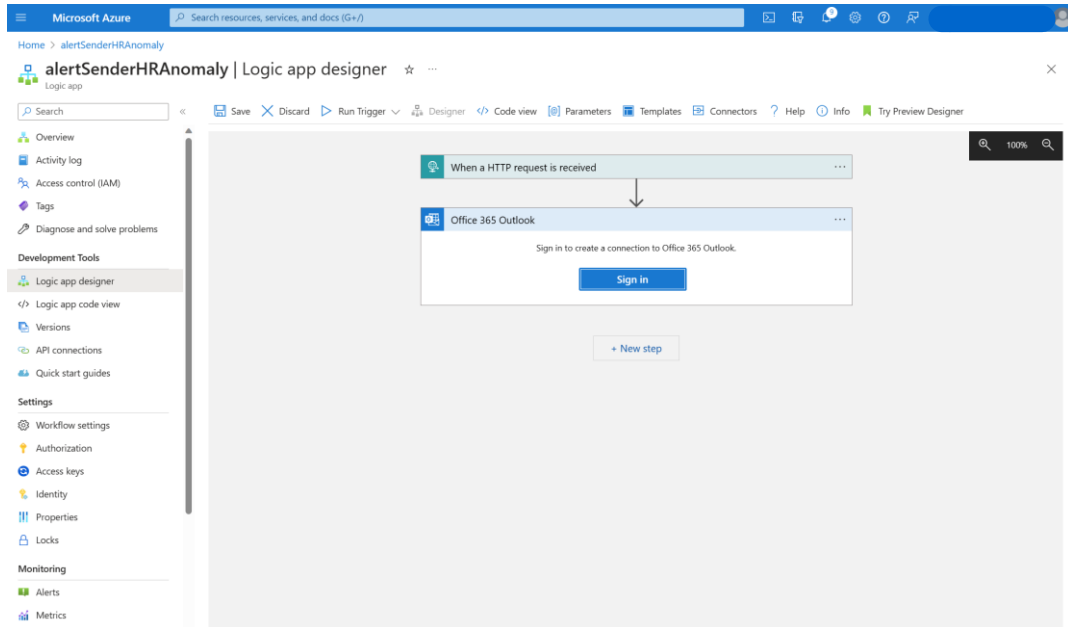 Microsoft Azure
Search resources, services, and docs (G+/)
9
Home > alertSenderHRAnomaly
alertSenderHRAnomaly | Logic app designer
Logic app
Search
«
Save
Discard
Run Trigger
Designer
</> Code view
[@] Parameters
Templates
Connectors
? Help
Info
Try Preview Designer
Overview
Activity log
Access control (IAM)
Tags
Diagnose and solve problems
Development Tools
Logic app designer
</> Logic app code view
Versions
API connections
Quick start guides
Settings
Workflow settings
Authorization
Access keys
Identity
Properties
Locks
Monitoring
Alerts
Metrics
100%
When a HTTP request is received
Office 365 Outlook
Sign in to create a connection to Office 365 Outlook.
Sign in
+ New step